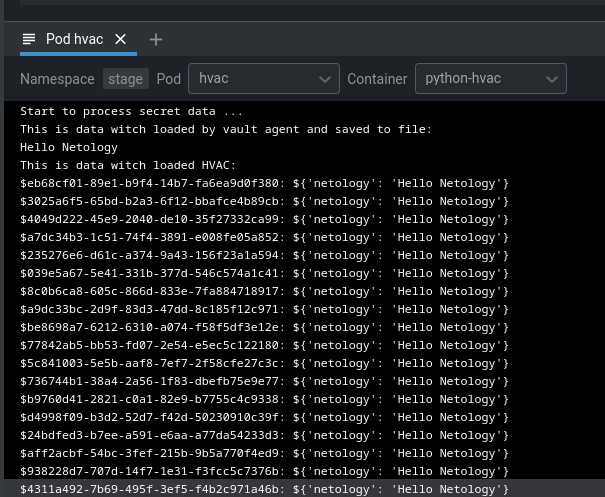 Pod hvac
Namespace stage Pod hvac Container python-hvac
Start to process secret data ...
This is data witch loaded by vault agent and saved to file:
Hello Netology
This is data witch loaded HVAC:
$eb68cf01-89e1-b9f4-14b7-fa6ea9d0f380: ${'netology': 'Hello Netology'}
$3025a6f5-65bd-b2a3-6f12-bbafce4b89cb: ${'netology': 'Hello Netology'}
$4049d222-45e9-2040-de10-35f27332ca99: ${'netology': 'Hello Netology'}
$a7dc34b3-1c51-74f4-3891-e008fe05a852: ${'netology': 'Hello Netology'}
$235276e6-d61c-a374-9a43-156f23a1a594: ${'netology': 'Hello Netology'}
$039e5a67-5e41-331b-377d-546c574a1c41: ${'netology': 'Hello Netology'}
$8c0b6ca8-605c-866d-833e-7fa884718917: ${'netology': 'Hello Netology'}
$a9dc33bc-2d9f-83d3-47dd-8c185f12c971: ${'netology': 'Hello Netology'}
$be8698a7-6212-6310-a074-f58f5df3e12e: ${'netology': 'Hello Netology'}
$77842ab5-bb53-fd07-2e54-e5ec5c122180: ${'netology': 'Hello Netology'}
$5c841003-5e5b-aaf8-7ef7-2f58cfe27c3c: ${'netology': 'Hello Netology'}
$736744b1-38a4-2a56-1f83-dbefb75e9e77: ${'netology': 'Hello Netology'}
$b9760d41-2821-c0a1-82e9-b7755c4c9338: ${'netology': 'Hello Netology'}
$d4998f09-b3d2-52d7-f42d-50230910c39f: ${'netology': 'Hello Netology'}
$24bdfed3-b7ee-a591-e6aa-a77da54233d3: ${'netology': 'Hello Netology'}
$aff2acbf-54bc-3fef-215b-9b5a770f4ed9: ${'netology': 'Hello Netology'}
$938228d7-707d-14f7-1e31-f3fcc5c7376b: ${'netology': 'Hello Netology'}
$4311a492-7b69-495f-3ef5-f4b2c971a46b: ${'netology': 'Hello Netology'}